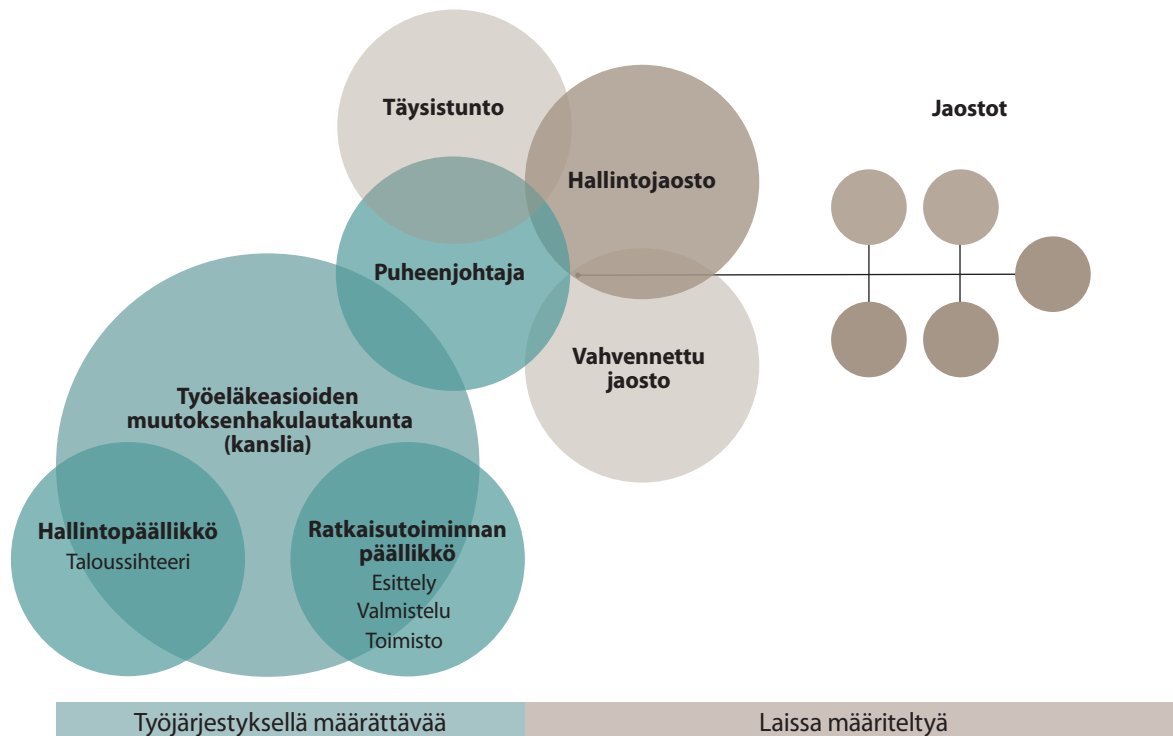 Täysistunto
Jaostot
Hallintojaosto
Puheenjohtaja
Vahvennettu
jaosto
Työeläkeasioiden
muutoksenhakulautakunta
(kanslia)
Hallintopäällikkö
Taloussihteeri
Ratkaisutoiminnan
päällikkö
Esittely
Valmistelu
Toimisto
Työjärjestyksellä määrättävää
Laissa määriteltyä